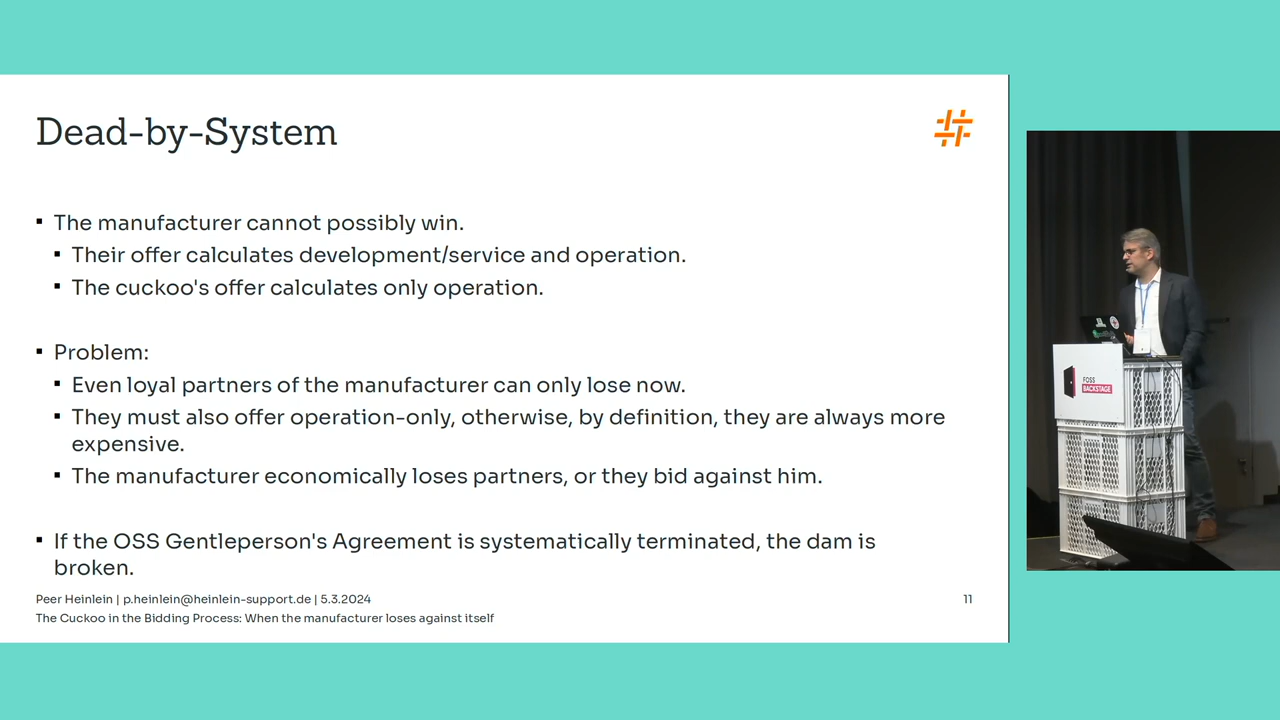 Dead-by-System
▪ The manufacturer cannot possibly win.
▪ Their offer calculates development/service and operation.
▪ The cuckoo's offer calculates only operation.
▪ Problem:
▪ Even loyal partners of the manufacturer can only lose now.
▪ They must also offer operation-only, otherwise, by definition, they are always more
expensive.
▪ The manufacturer economically loses partners, or they bid against him.
▪ If the OSS Gentleperson's Agreement is systematically terminated, the dam is
broken.
Peer Heinlein | p.heinlein@heinlein-support.de | 5.3.2024
11
The Cuckoo in the Bidding Process: When the manufacturer loses against itself
FOSS
BACKSTAGE